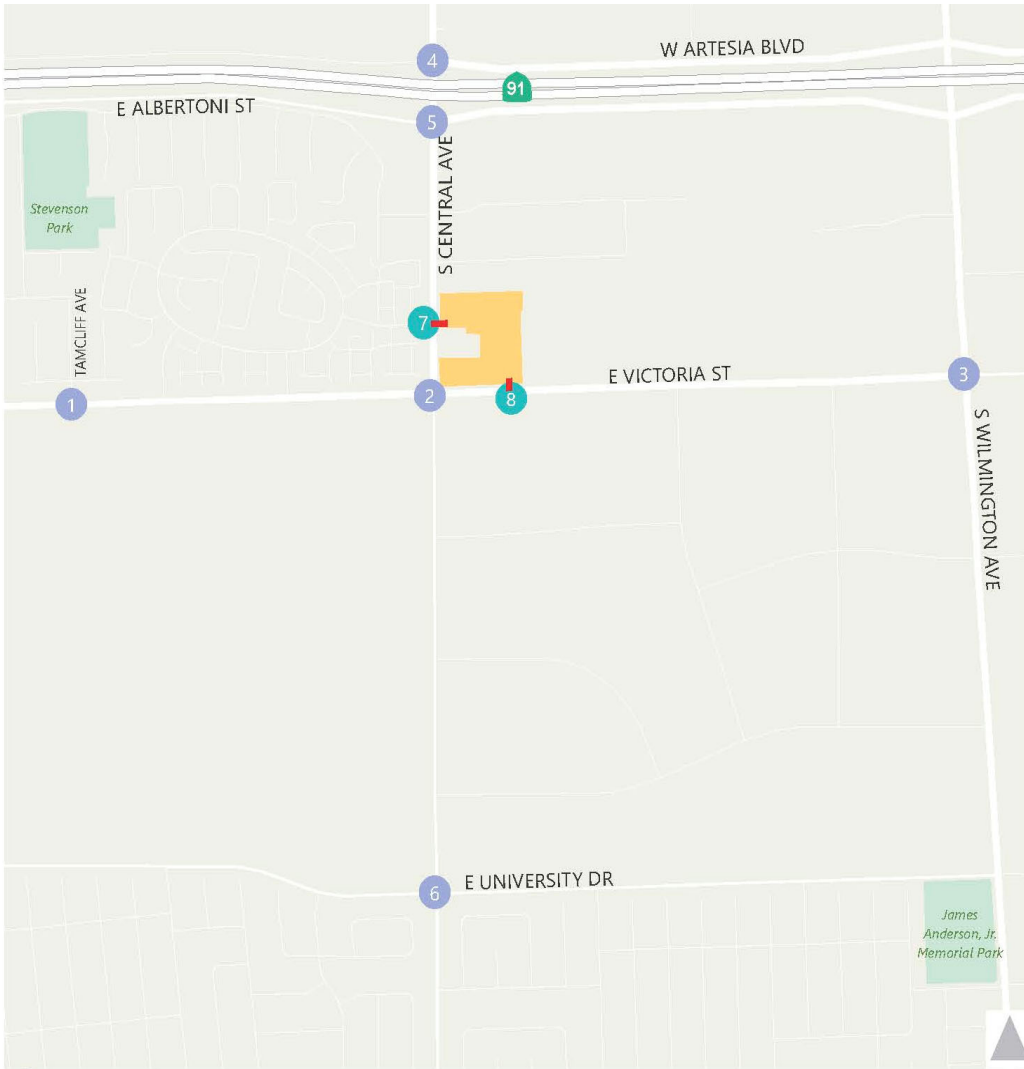 4
W ARTESIA BLVD
91
E ALBERTONI ST
5
S CENTRAL AVE
Stevenson
Park
TAMCLIFF AVE
7
1
2
8
E VICTORIA ST
3
S WILMINGTON AVE
6
E UNIVERSITY DR
James
Anderson, Jr.
Memorial Park